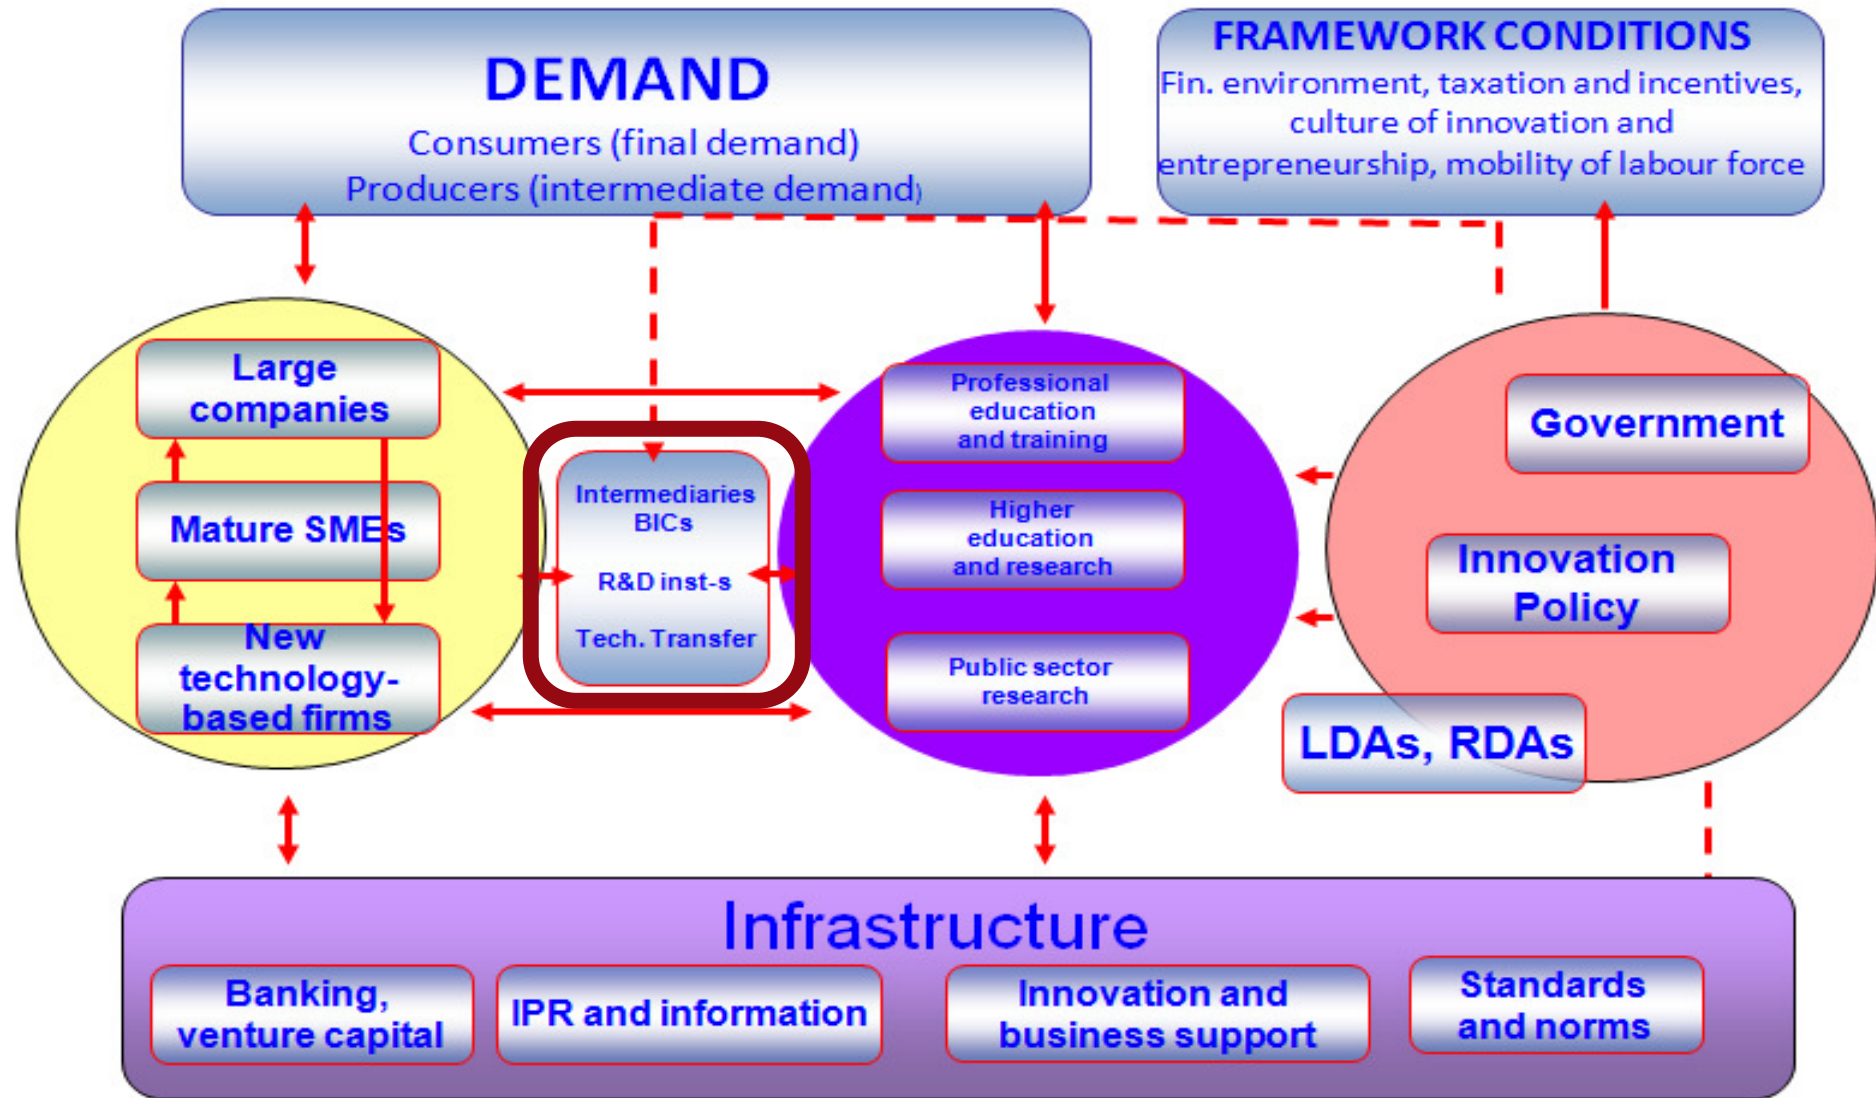 DEMAND
Consumers (final demand)
Producers (intermediate demand)
FRAMEWORK CONDITIONS
Fin. environment, taxation and incentives,
culture of innovation and
entrepreneurship, mobility of labour force
Large
companies
Mature SMEs
New
technology-
based firms
Intermediaries
BICs
R&D inst-s
Tech. Transfer
Professional
education
and training
Higher
education
and research
Public sector
research
Government
Innovation
Policy
LDAs, RDAs
Infrastructure
Banking,
venture capital
IPR and information
Innovation and
business support
Standards
and norms